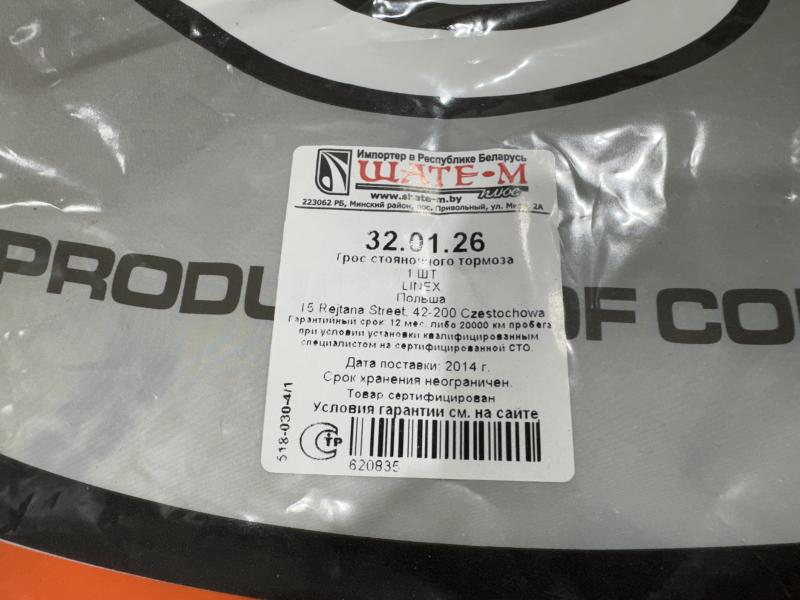 Импортер в Республике Беларусь
ШАТЕ-М
плюс
www.shate-m.by
223062 РБ, Минский район, пос. Привольный, ул. 2А
32.01.26
Трос стояночного тормоза
1 ШТ
LINEX
Польша
15 Rejtana Street, 42-200 Czestochowa
Гарантийный срок: 12 мес. либо 20000 км пробега
при условии установки квалифицированным
специалистом на сертифицированной СТО.
Дата поставки: 2014 г.
Срок хранения неограничен.
Товар сертифицирован
Условия гарантии см. на сайте
518-030-4/1
ТР
620835
PRODU OF CO